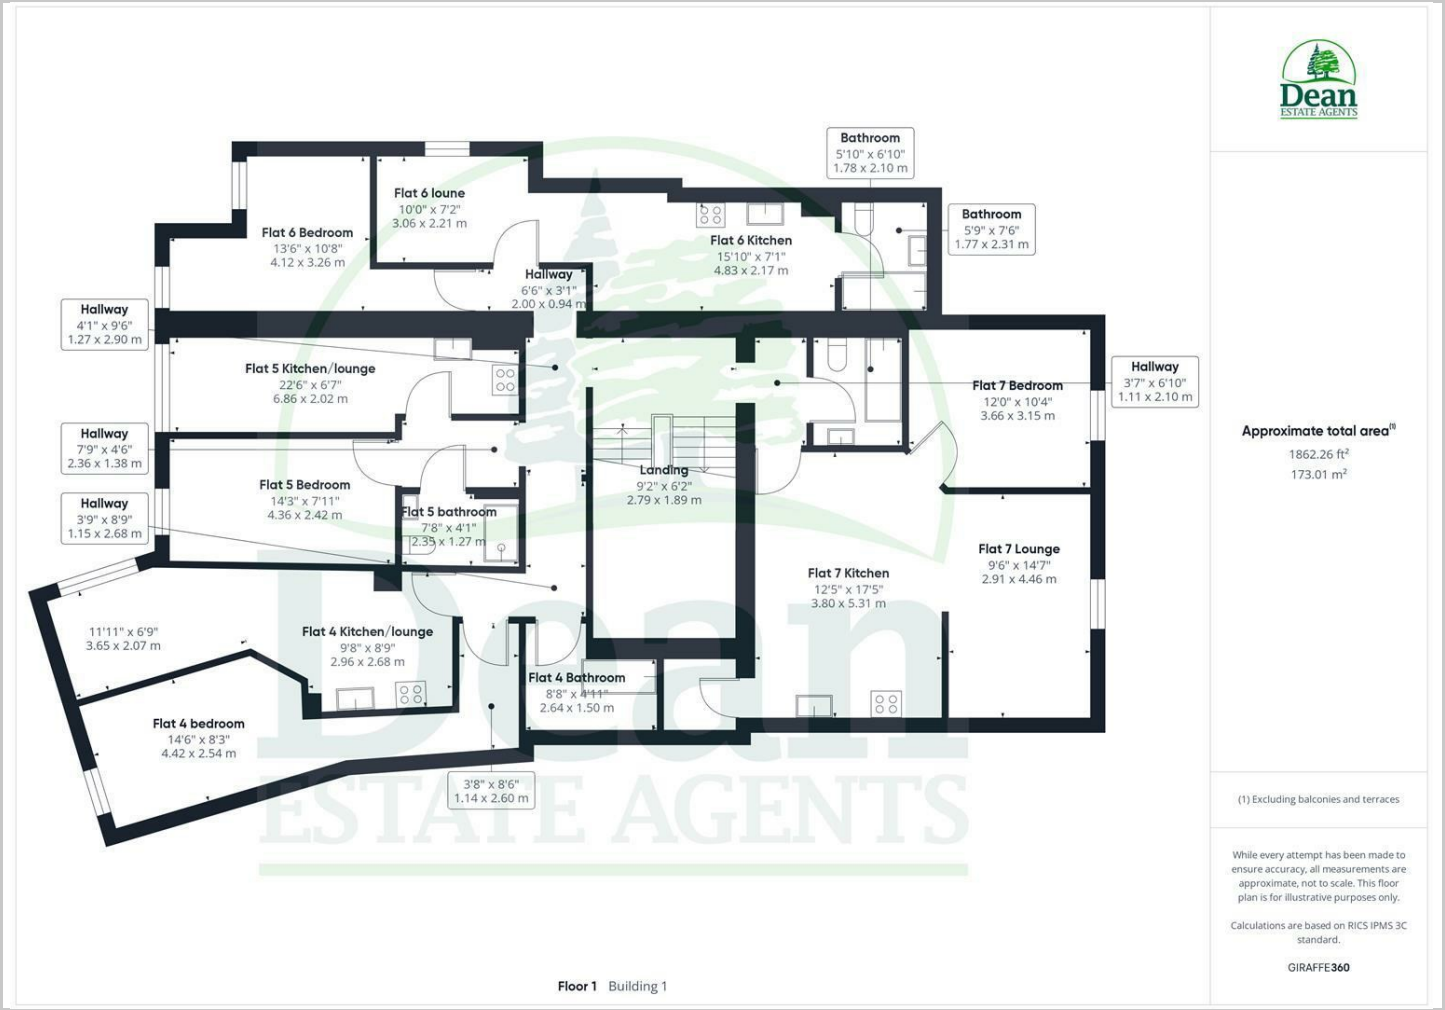 Bathroom
5'10" x 6'10"
1.78 x 2.10 m
Bathroom
5'9" x 7'6"
1.77 x 2.31 m
Flat 6 loune
10'0" x 7'2"
3.06 x 2.21 m
Flat 6 Bedroom
13'6" x 10'8"
4.12 x 3.26 m
Flat 6 Kitchen
15'10" x 7'1"
4.83 x 2.17 m
Hallway
6'6" x 3'1"
2.00 x 0.94 m
Hallway
4'1" x 9'6"
1.27 x 2.90 m
Flat 5 Kitchen/lounge
22'6" x 6'7"
6.86 x 2.02 m
Flat 7 Bedroom
12'0" x 10'4"
3.66 x 3.15 m
Hallway
3'7" x 6'10"
1.11 x 2.10 m
Hallway
7'9" x 4'6"
2.36 x 1.38 m
Landing
9'2" x 6'2"
2.79 x 1.89 m
Flat 5 Bedroom
14'3" x 7'11"
4.36 x 2.42 m
Hallway
3'9" x 8'9"
1.15 x 2.68 m
Flat 5 bathroom
7'8" x 4'1"
2.35 x 1.27 m
Flat 7 Lounge
9'6" x 14'7"
2.91 x 4.46 m
Flat 7 Kitchen
12'5" x 17'5"
3.80 x 5.31 m
11'11" x 6'9"
3.65 x 2.07 m
Flat 4 Kitchen/lounge
9'8" x 8'9"
2.96 x 2.68 m
Flat 4 Bathroom
8'8" x 4'11"
2.64 x 1.50 m
Flat 4 bedroom
14'6" x 8'3"
4.42 x 2.54 m
3'8" x 8'6"
1.14 x 2.60 m
Dean
ESTATE AGENTS
Floor 1 Building 1
Dean
ESTATE AGENTS
Approximate total area(1)
1862.26 ft²
173.01 m²
(1) Excluding balconies and terraces
While every attempt has been made to
ensure accuracy, all measurements are
approximate, not to scale. This floor
plan is for illustrative purposes only.
Calculations are based on RICS IPMS 3C
standard.
GIRAFFE360